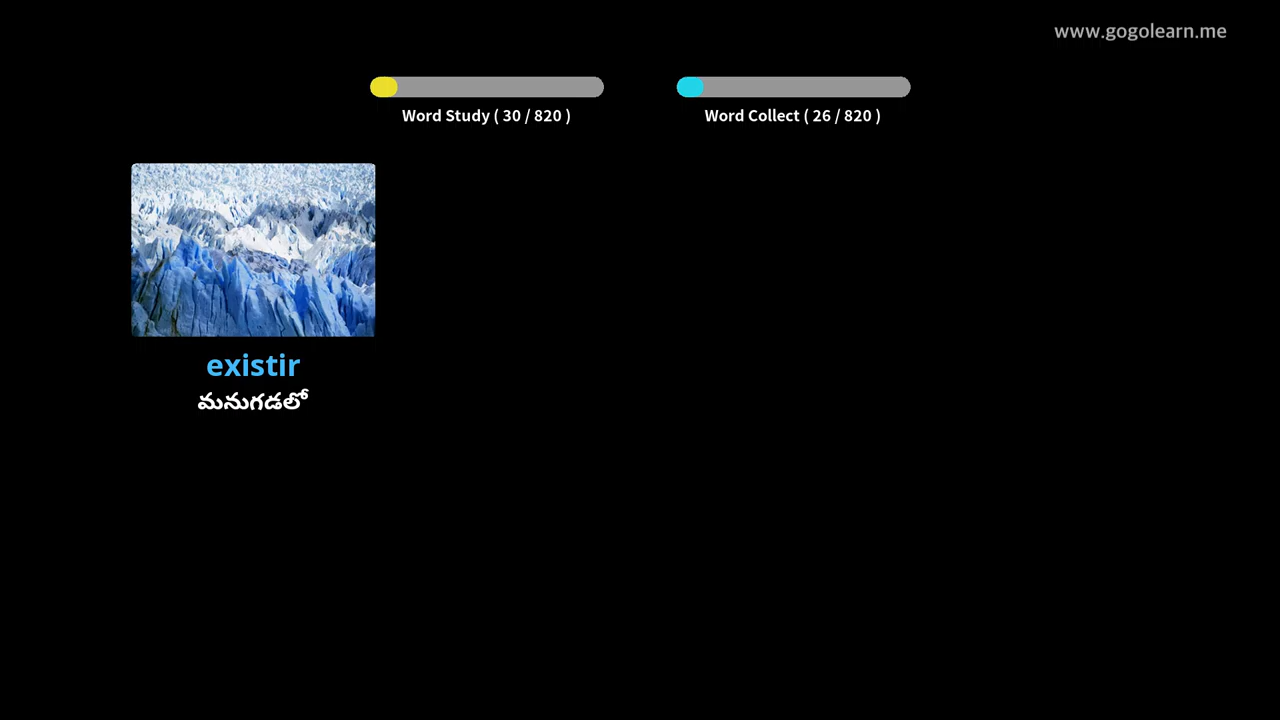 www.gogolearn.me
Word Study ( 30 / 820 )
Word Collect ( 26 / 820 )
existir
మనుగడలో